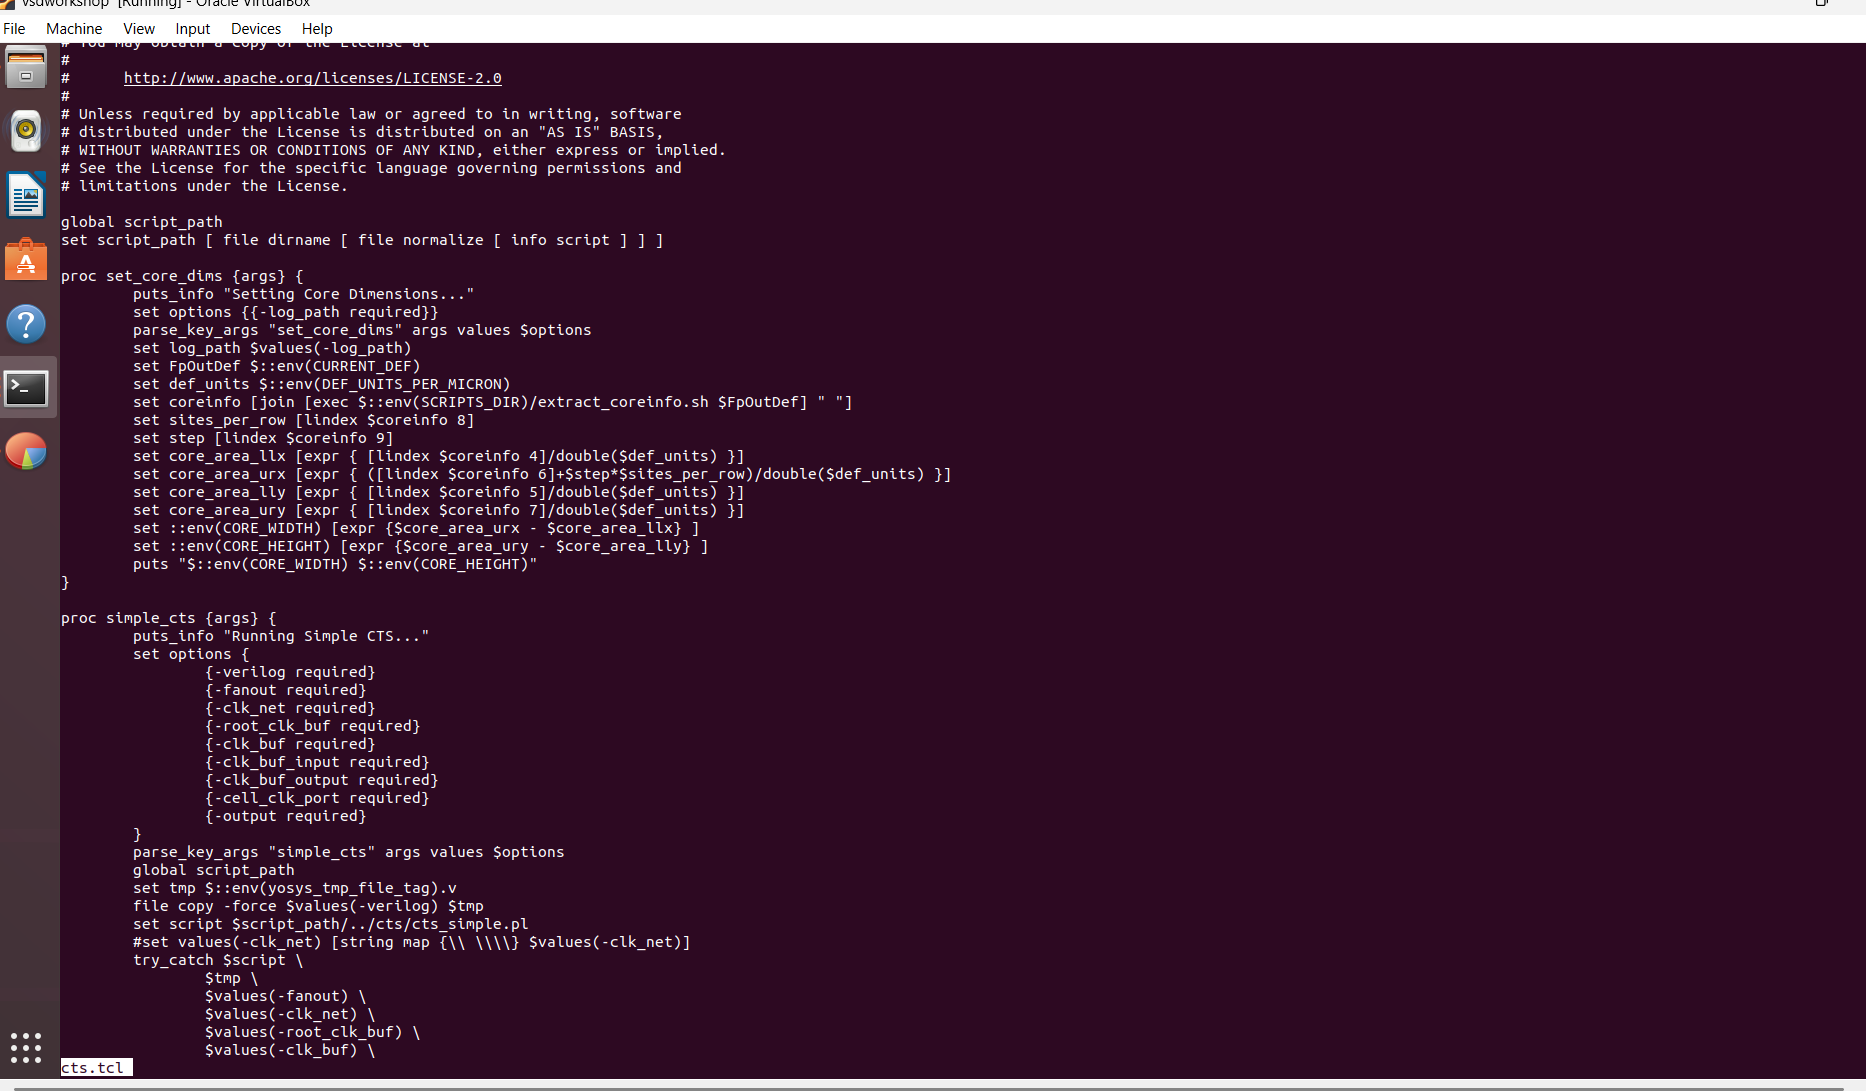 vsdworkshop [Running] - Oracle VirtualBox
File Machine View Input Devices Help
# You may obtain a copy of the License at
#
# http://www.apache.org/licenses/LICENSE-2.0
#
# Unless required by applicable law or agreed to in writing, software
# distributed under the License is distributed on an "AS IS" BASIS,
# WITHOUT WARRANTIES OR CONDITIONS OF ANY KIND, either express or implied.
# See the License for the specific language governing permissions and
# limitations under the License.
global script_path
set script_path [ file dirname [ file normalize [ info script ] ] ]
proc set_core_dims {args} {
puts_info "Setting Core Dimensions..."
set options {{-log_path required}}
parse_key_args "set_core_dims" args values $options
set log_path $values(-log_path)
set FpOutDef $::env(CURRENT_DEF)
set def_units $::env(DEF_UNITS_PER_MICRON)
set coreinfo [join [exec $::env(SCRIPTS_DIR)/extract_coreinfo.sh $FpOutDef] " "]
set sites_per_row [lindex $coreinfo 8]
set step [lindex $coreinfo 9]
set core_area_llx [expr { [lindex $coreinfo 4]/double($def_units) }]
set core_area_urx [expr { ([lindex $coreinfo 6]+$step*$sites_per_row)/double($def_units) }]
set core_area_lly [expr { [lindex $coreinfo 5]/double($def_units) }]
set core_area_ury [expr { [lindex $coreinfo 7]/double($def_units) }]
set ::env(CORE_WIDTH) [expr {$core_area_urx - $core_area_llx} ]
set ::env(CORE_HEIGHT) [expr {$core_area_ury - $core_area_lly} ]
puts "$::env(CORE_WIDTH) $::env(CORE_HEIGHT)"
}
proc simple_cts {args} {
puts_info "Running Simple CTS..."
set options {
{-verilog required}
{-fanout required}
{-clk_net required}
{-root_clk_buf required}
{-clk_buf required}
{-clk_buf_input required}
{-clk_buf_output required}
{-cell_clk_port required}
{-output required}
}
parse_key_args "simple_cts" args values $options
global script_path
set tmp $::env(yosys_tmp_file_tag).v
file copy -force $values(-verilog) $tmp
set script $script_path/../cts/cts_simple.pl
#set values(-clk_net) [string map {\\ \\\\} $values(-clk_net)]
try_catch $script \
$tmp \
$values(-fanout) \
$values(-clk_net) \
$values(-root_clk_buf) \
$values(-clk_buf) \
cts.tcl